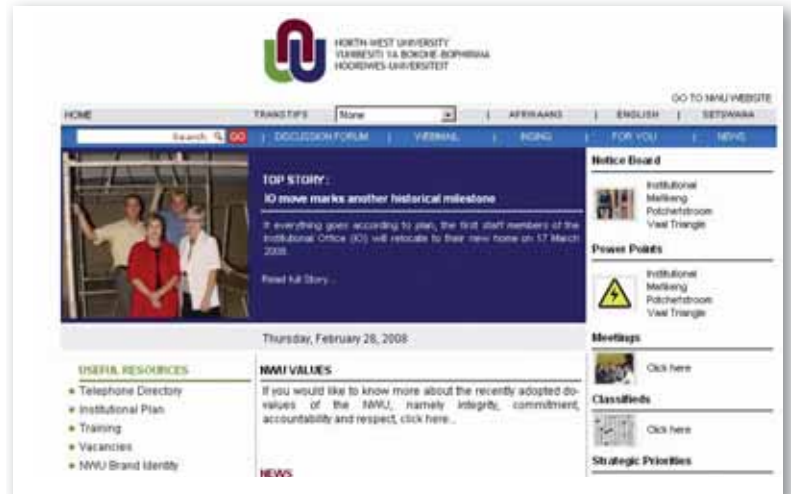 NORTH-WEST UNIVERSITY
YUNIBESITI YA BOKONE-BOPHIRIMA
NOORDWES-UNIVERSITEIT
GO TO NWU WEBSITE
HOME
TRANSTIPS None | AFRIKAANS | ENGLISH | SETSWANA
Search GO | DISCUSSION FORUM | WEBMAIL | | FOR YOU | NEWS
TOP STORY:
IO move marks another historical milestone
If everything goes according to plan, the first staff members of the
Institutional Office (IO) will relocate to their new home on 17 March
2008.
Read full Story...
Thursday, February 28, 2008
USEFUL RESOURCES
Telephone Directory
Institutional Plan
Training
Vacancies
NWU Brand Identity
NWU VALUES
If you would like to know more about the recently adopted do-
values of the NWU, namely integrity, commitment,
accountability and respect, click here...
NEWS
Notice Board
Institutional
Mafikeng
Potchefstroom
Vaal Triangle
Power Points
Institutional
Mafikeng
Potchefstroom
Vaal Triangle
Meetings
Click here
Classifieds
Click here
Strategic Priorities